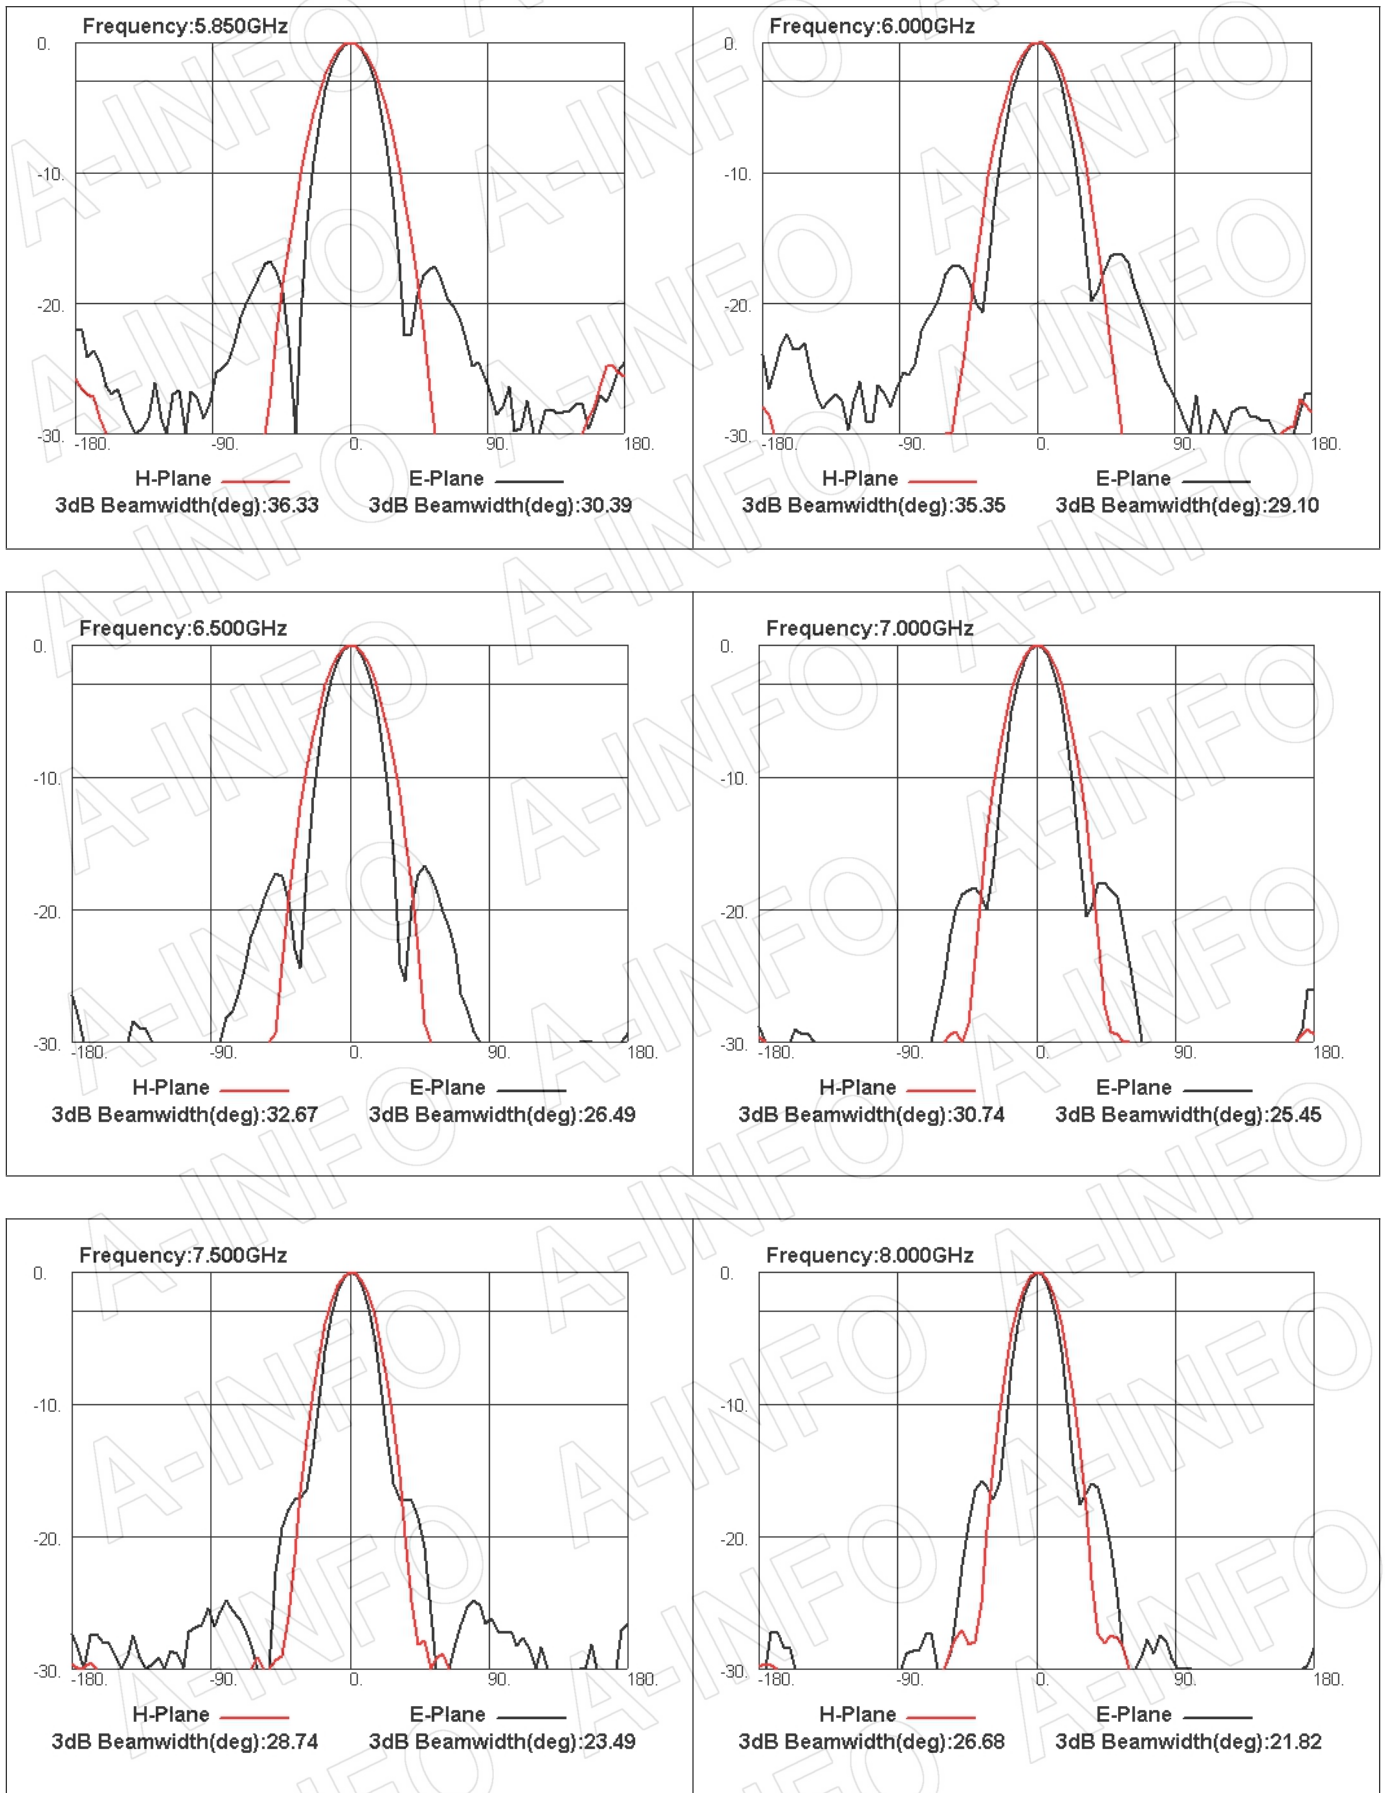 Frequency:5.850GHz
0.
-10.
-20.
-30.
-180. -90. 0. 90. 180.
H-Plane E-Plane
3dB Beamwidth(deg):36.33 3dB Beamwidth(deg):30.39
Frequency:6.000GHz
0.
-10.
-20.
-30.
-180. -90. 0. 90. 180.
H-Plane E-Plane
3dB Beamwidth(deg):35.35 3dB Beamwidth(deg):29.10
Frequency:6.500GHz
0.
-10.
-20.
-30.
-180. -90. 0. 90. 180.
H-Plane E-Plane
3dB Beamwidth(deg):32.67 3dB Beamwidth(deg):26.49
Frequency:7.000GHz
0.
-10.
-20.
-30.
-180. -90. 0. 90. 180.
H-Plane E-Plane
3dB Beamwidth(deg):30.74 3dB Beamwidth(deg):25.45
Frequency:7.500GHz
0.
-10.
-20.
-30.
-180. -90. 0. 90. 180.
H-Plane E-Plane
3dB Beamwidth(deg):28.74 3dB Beamwidth(deg):23.49
Frequency:8.000GHz
0.
-10.
-20.
-30.
-180. -90. 0. 90. 180.
H-Plane E-Plane
3dB Beamwidth(deg):26.68 3dB Beamwidth(deg):21.82
A-INFO